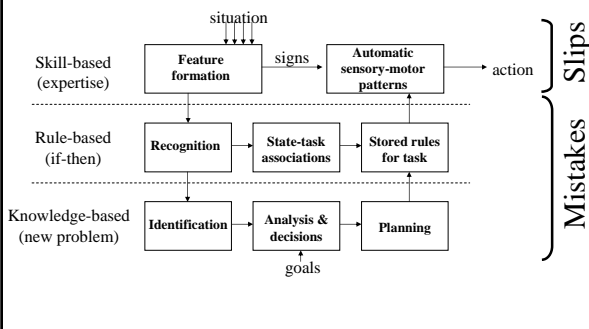 situation
Skill-based
(expertise)
Feature
formation
signs
Automatic
sensory-motor
patterns
action
Slips
Rule-based
(if-then)
Recognition
State-task
associations
Stored rules
for task
Mistakes
Knowledge-based
(new problem)
Identification
Analysis &
decisions
Planning
goals